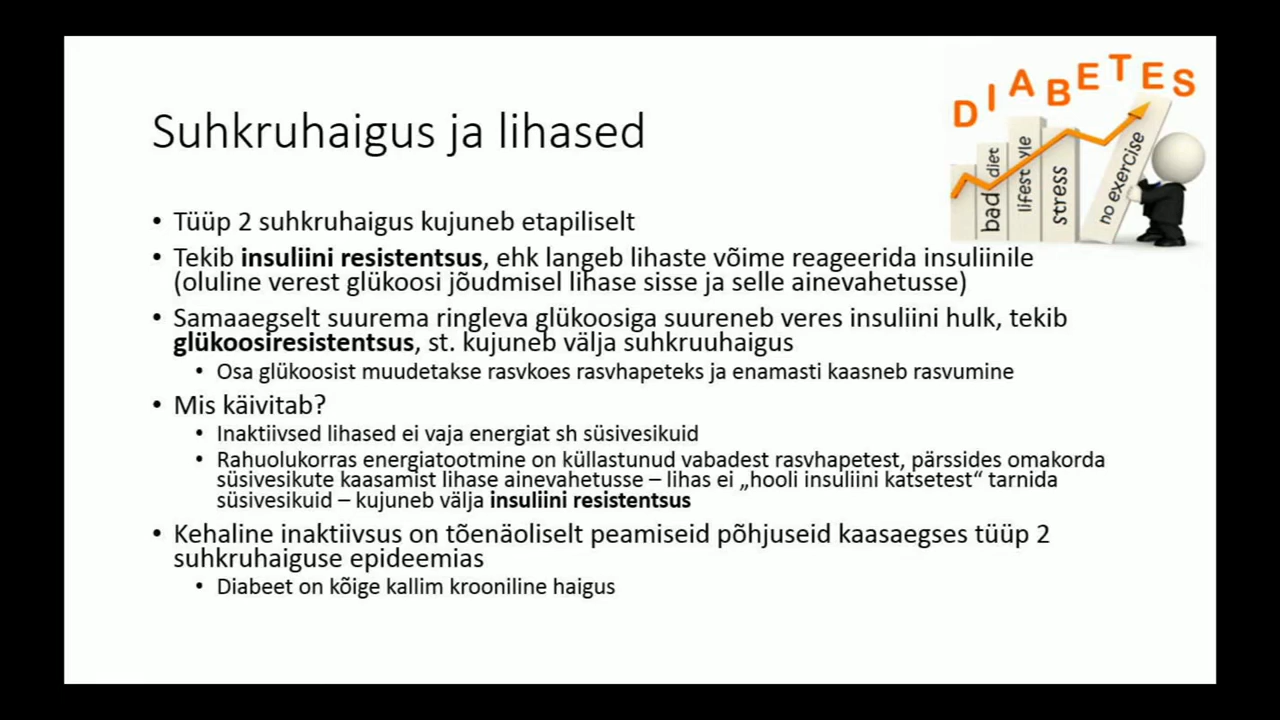 DIABETES
bad diet
lifestyle
stress
no exercise
Suhkruhaigus ja lihased
• Tüüp 2 suhkruhaigus kujuneb etapiliselt
• Tekib insuliini resistentsus, ehk langeb lihaste võime reageerida insuliinile
(oluline verest glükoosi jõudmisel lihase sisse ja selle ainevahetusse)
• Samaaegselt suurema ringleva glükoosiga suureneb veres insuliini hulk, tekib
glükoosiresistentsus, st. kujuneb välja suhkruuhaigus
• Osa glükoosist muudetakse rasvkoes rasvhapeteks ja enamasti kaasneb rasvumine
• Mis käivitab?
• Inaktiivsed lihased ei vaja energiat sh süsivesikuid
• Rahuolukorras energiatootmine on küllastunud vabadest rasvhapetest, pärssides omakorda
süsivesikute kaasamist lihase ainevahetusse – lihas ei „hooli insuliini katsetest“ tarnida
süsivesikuid – kujuneb välja insuliini resistentsus
• Kehaline inaktiivsus on tõenäoliselt peamiseid põhjuseid kaasaegses tüüp 2
suhkruhaiguse epideemias
• Diabeet on kõige kallim krooniline haigus